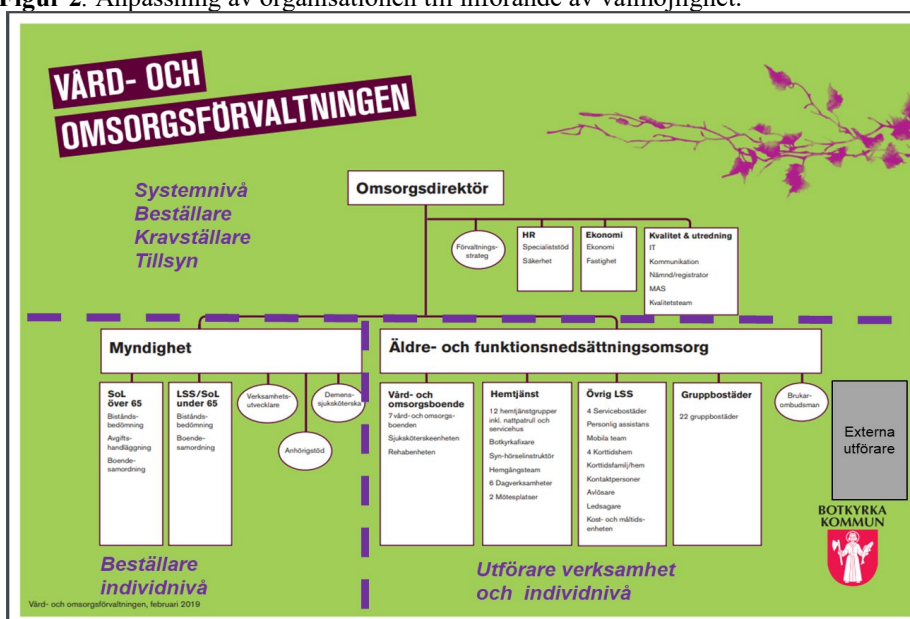 Figur 2. Anpassning av organisationen till införande av valmöjlighet.
VÅRD- OCH
OMSORGSFÖRVALTNINGEN
Systemnivå
Beställare
Kravställare
Tillsyn
Omsorgsdirektör
Förvaltnings-
strateg
HR
Specialiststöd
Säkerhet
Ekonomi
Ekonomi
Fastighet
Kvalitet & utredning
IT
Kommunikation
Nämnd/registrator
MAS
Kvalitetsteam
Myndighet
SoL
över 65
Bistånds-
bedömning
Avgifts-
handläggning
Boende-
samordning
LSS/SoL
under 65
Bistånds-
bedömning
Boende-
samordning
Verksamhets-
utvecklare
Anhörigstöd
Demens-
sjuksköterska
Äldre- och funktionsnedsättningsomsorg
Vård- och
omsorgsboende
7 vård- och omsorgs-
boenden
Sjuksköterskeenheten
Rehabenheten
Hemtjänst
12 hemtjänstgrupper
inkl. nattpatrull och
servicehus
Botkyrkafixare
Syn-hörselinstruktör
Hemgångsteam
6 Dagverksamheter
2 Mötesplatser
Övrig LSS
4 Servicebostäder
Personlig assistans
Mobila team
4 Korttidshem
Korttidsfamilj/hem
Kontaktpersoner
Avlösare
Ledsagare
Kost- och måltids-
enheten
Gruppbostäder
22 gruppbostäder
Brukar-
ombudsman
Externa
utförare
BOTKYRKA
KOMMUN
Beställare
individnivå
Utförare verksamhet
och individnivå
Vård- och omsorgsförvaltningen, februari 2019